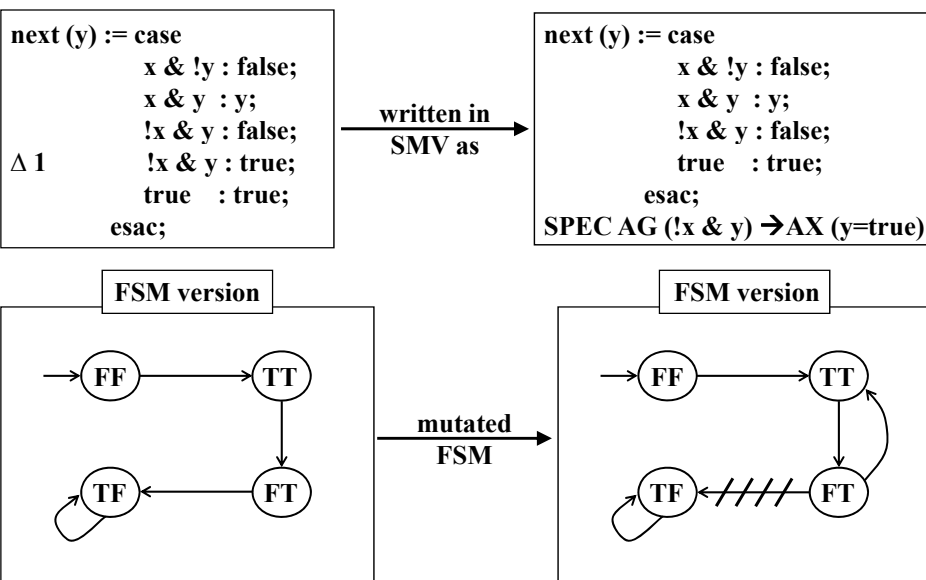 next (y) := case
x & !y : false;
x & y : y;
!x & y : false;
∆ 1 !x & y : true;
true : true;
esac;
written in
SMV as
next (y) := case
x & !y : false;
x & y : y;
!x & y : false;
true : true;
esac;
SPEC AG (!x & y) →AX (y=true)
FSM version
FF
TT
TF
FT
mutated
FSM
FSM version
FF
TT
TF
FT